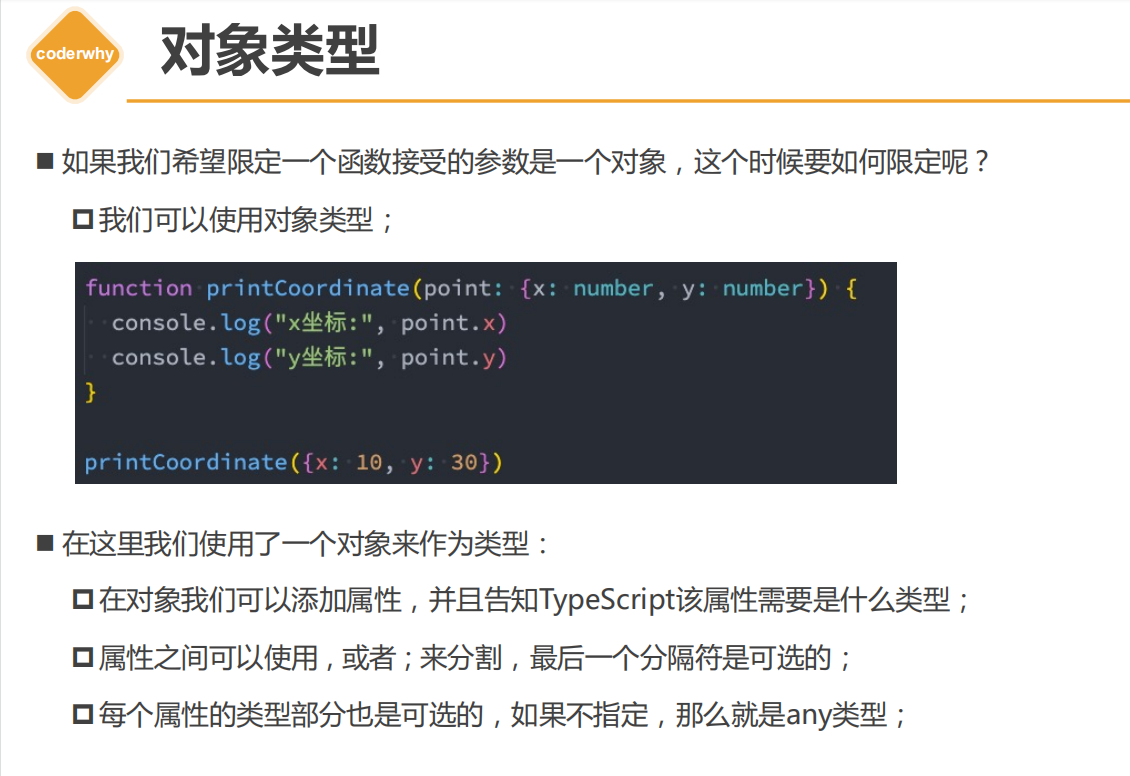 coderwhy
对象类型
如果我们希望限定一个函数接受的参数是一个对象，这个时候要如何限定呢？
我们可以使用对象类型；
function printCoordinate(point: {x: number, y: number}) {
  console.log("x坐标:", point.x)
  console.log("y坐标:", point.y)
}
printCoordinate({x: 10, y: 30})
在这里我们使用了一个对象来作为类型：
在对象我们可以添加属性，并且告知TypeScript该属性需要是什么类型；
属性之间可以使用 , 或者 ; 来分割，最后一个分隔符是可选的；
每个属性的类型部分也是可选的，如果不指定，那么就是any类型；